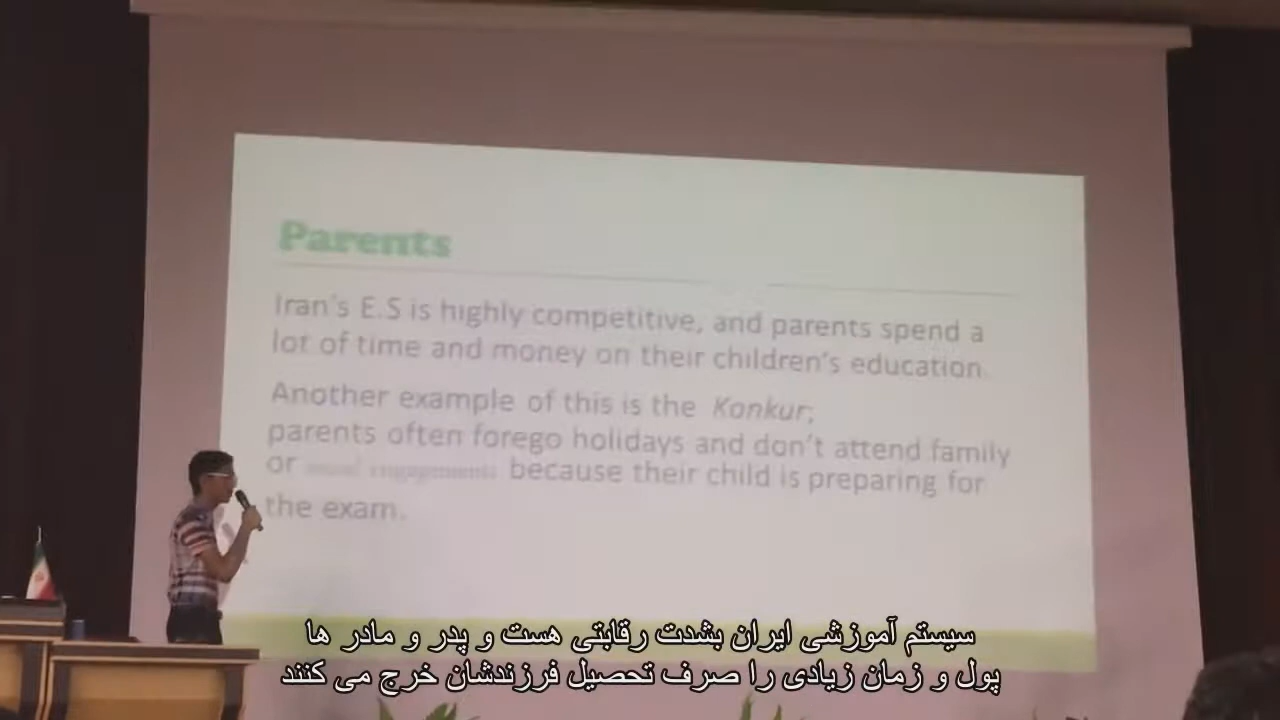 Parents
Iran's E.S is highly competitive, and parents spend a
lot of time and money on their children's education.
Another example of this is the Konkur;
parents often forego holidays and don't attend family
or social engagements because their child is preparing for
the exam.
سیستم آموزشی ایران بشدت رقابتی هست و پدر و مادر ها
پول و زمان زیادی را صرف تحصیل فرزندشان خرج می کنند